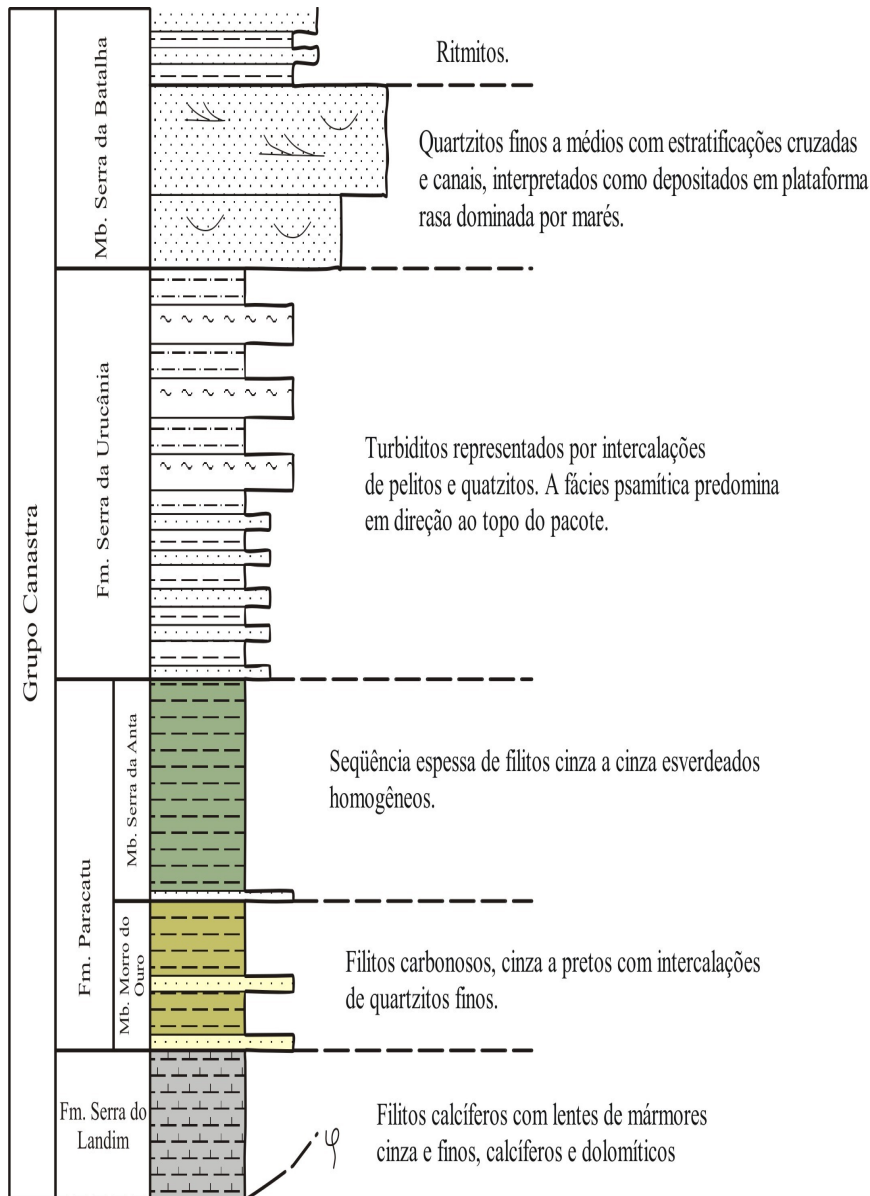 Grupo Canastra
Mb. Serra da Batalha
Ritmitos.
Quartzitos finos a médios com estratificações cruzadas
e canais, interpretados como depositados em plataforma
rasa dominada por marés.
Fm. Serra da Urucânia
Turbiditos representados por intercalações
de pelitos e quatzitos. A fácies psamítica predomina
em direção ao topo do pacote.
Fm. Paracatu
Mb. Serra da Anta
Seqüência espessa de filitos cinza a cinza esverdeados
homogêneos.
Mb. Morro do
Ouro
Filitos carbonosos, cinza a pretos com intercalações
de quartzitos finos.
Fm. Serra do
Landim
φ
Filitos calcíferos com lentes de mármores
cinza e finos, calcíferos e dolomíticos